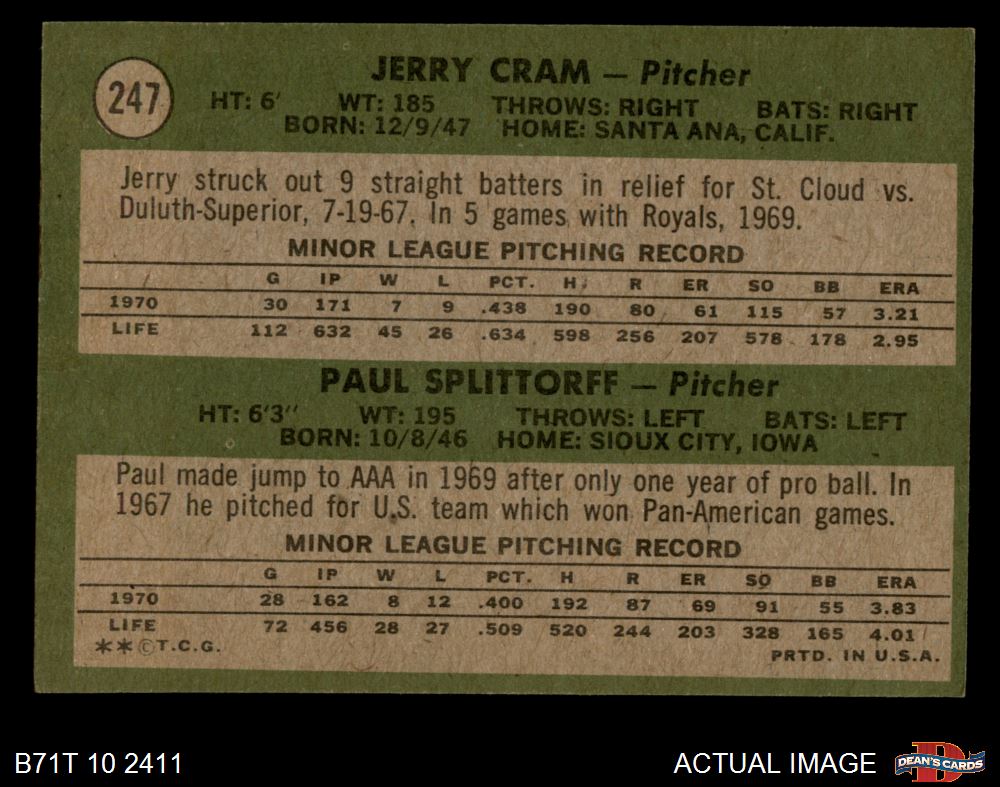 247
JERRY CRAM — Pitcher
HT: 6' WT: 185 THROWS: RIGHT BATS: RIGHT
BORN: 12/9/47 HOME: SANTA ANA, CALIF.
Jerry struck out 9 straight batters in relief for St. Cloud vs.
Duluth-Superior, 7-19-67. In 5 games with Royals, 1969.
MINOR LEAGUE PITCHING RECORD
G IP W L PCT. H R ER SO BB ERA
1970 30 171 7 9 .438 190 80 61 115 57 3.21
LIFE 112 632 45 26 .634 598 256 207 578 178 2.95
PAUL SPLITTORFF — Pitcher
HT: 6'3" WT: 195 THROWS: LEFT BATS: LEFT
BORN: 10/8/46 HOME: SIOUX CITY, IOWA
Paul made jump to AAA in 1969 after only one year of pro ball. In
1967 he pitched for U.S. team which won Pan-American games.
MINOR LEAGUE PITCHING RECORD
G IP W L PCT. H R ER SO BB ERA
1970 28 162 8 12 .400 192 87 69 91 55 3.83
LIFE 72 456 28 27 .509 520 244 203 328 165 4.01
**©T.C.G.
PRTD. IN U.S.A.
B71T 10 2411
ACTUAL IMAGE
DEAN'S CARDS